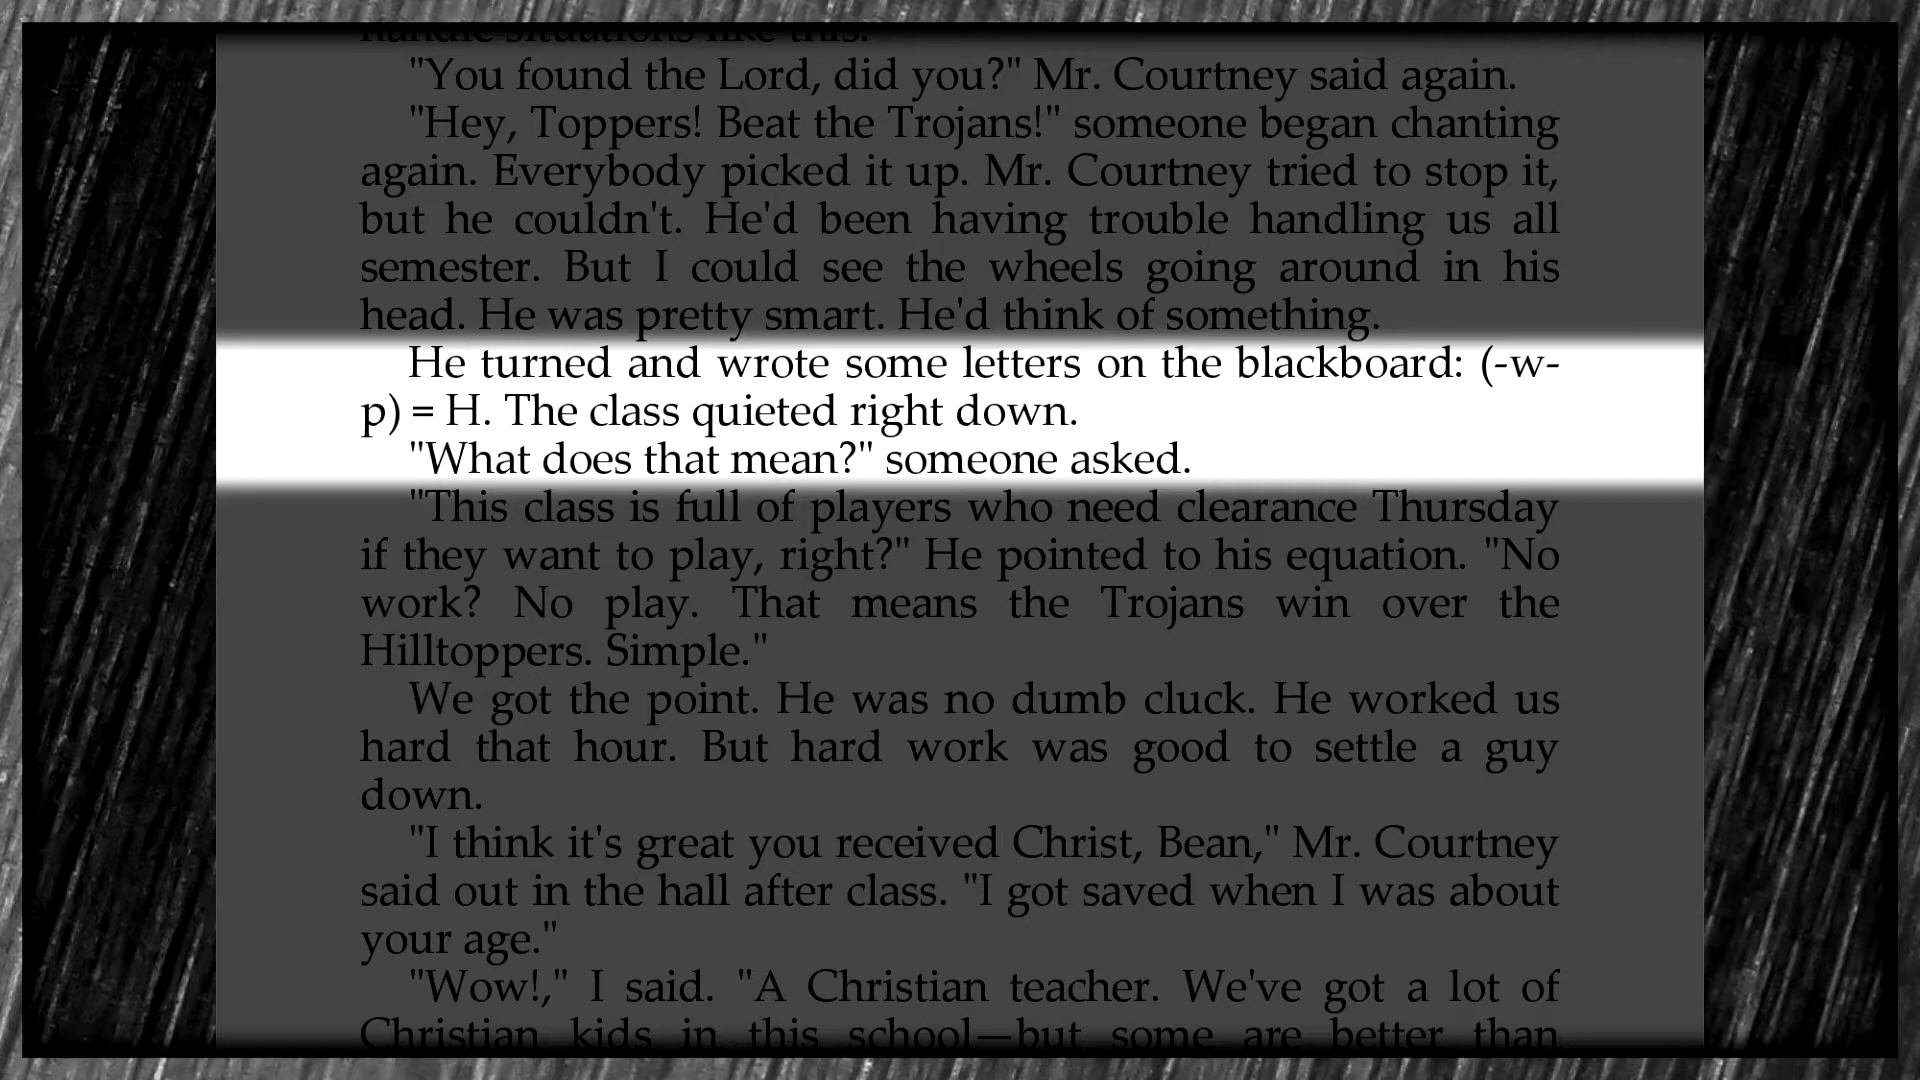 handle situations like this.
"You found the Lord, did you?" Mr. Courtney said again.
"Hey, Toppers! Beat the Trojans!" someone began chanting
again. Everybody picked it up. Mr. Courtney tried to stop it,
but he couldn't. He'd been having trouble handling us all
semester. But I could see the wheels going around in his
head. He was pretty smart. He'd think of something.
He turned and wrote some letters on the blackboard: (-w-
p) = H. The class quieted right down.
"What does that mean?" someone asked.
"This class is full of players who need clearance Thursday
if they want to play, right?" He pointed to his equation. "No
work? No play. That means the Trojans win over the
Hilltoppers. Simple."
We got the point. He was no dumb cluck. He worked us
hard that hour. But hard work was good to settle a guy
down.
"I think it's great you received Christ, Bean," Mr. Courtney
said out in the hall after class. "I got saved when I was about
your age."
"Wow!," I said. "A Christian teacher. We've got a lot of
Christian kids in this school—but some are better than